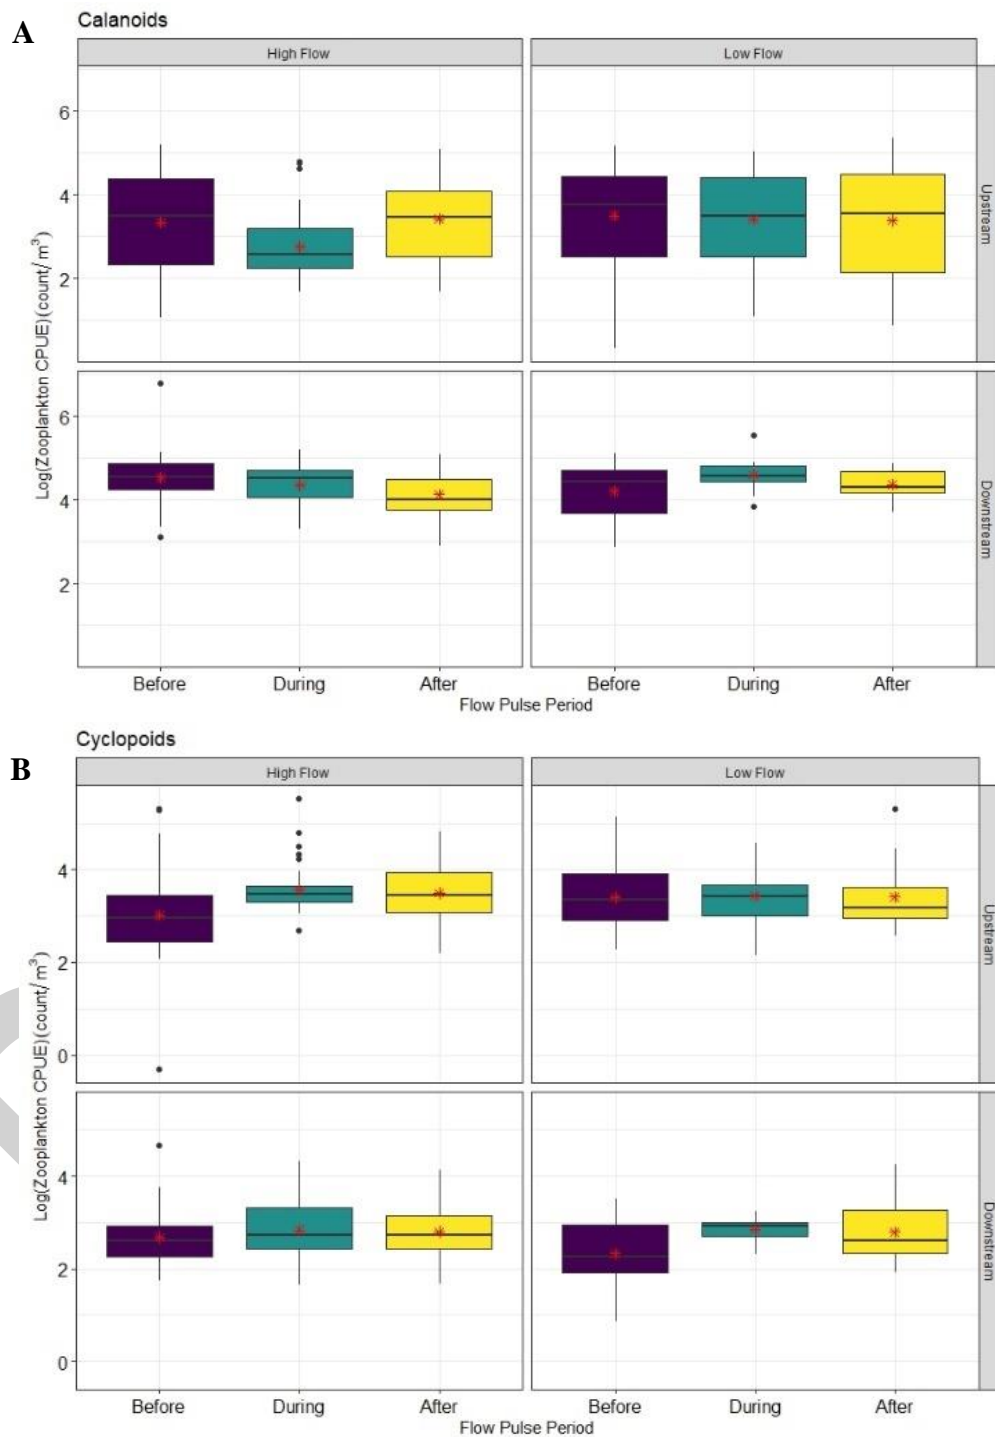 A
Calanoids
High Flow
Low Flow
Log(Zooplankton CPUE)(count/m³)
6
4
2
Upstream
6
4
2
Downstream
Before
During
After
Before
During
After
Flow Pulse Period
B
Cyclopoids
High Flow
Low Flow
Log(Zooplankton CPUE)(count/m³)
4
2
0
Upstream
4
2
0
Downstream
Before
During
After
Before
During
After
Flow Pulse Period